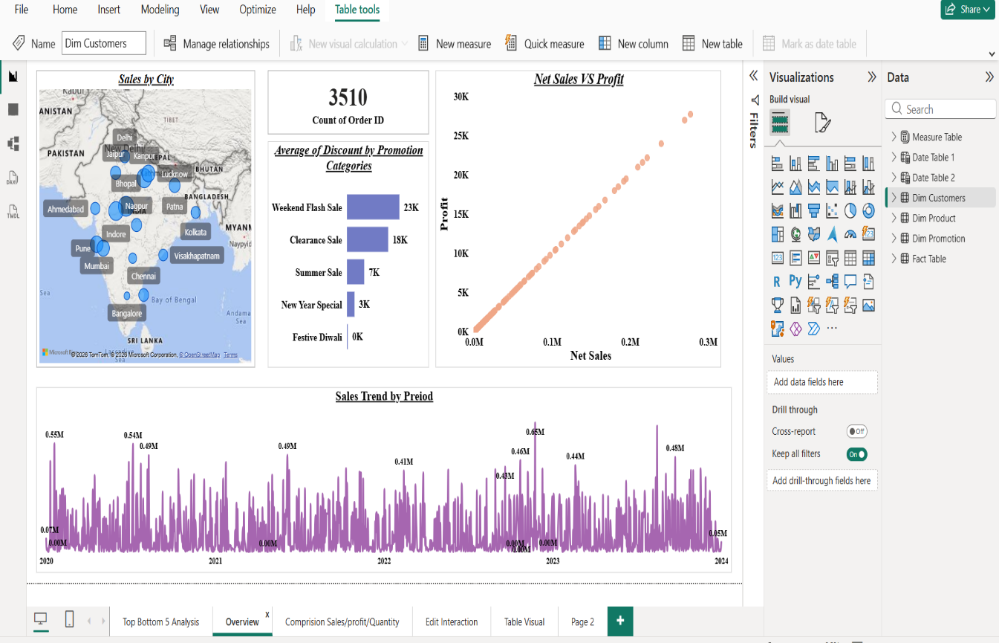 File Home Insert Modeling View Optimize Help Table tools Share
Name Dim Customers Manage relationships New visual calculation New measure Quick measure New column New table Mark as date table
Sales by City
ANISTAN
TIBET
PAKISTAN
Delhi
New Delhi
Jaipur
Kanpur
NEPAL
BHUTAN
Lucknow
Bhopal
BANGLADESH
Ahmedabad
Nagpur
Patna
INDIA
MYANM
Indore
Kolkata
Naypyid
Pune
Visakhapatnam
Mumbai
Chennai
Sea
Bay of Bengal
Bangalore
Andama
Sea
SRI LANKA
© 2026 TomTom, © 2026 Microsoft Corporation, © OpenStreetMap Terms
3510
Count of Order ID
Average of Discount by Promotion
Categories
Weekend Flash Sale 23K
Clearance Sale 18K
Summer Sale 7K
New Year Special 3K
Festive Diwali 0K
Net Sales VS Profit
Profit
30K
25K
20K
15K
10K
5K
0K
0.0M 0.1M 0.2M 0.3M
Net Sales
Sales Trend by Preiod
0.55M 0.54M 0.49M 0.49M 0.41M 0.43M 0.46M 0.65M 0.44M 0.48M
0.07M 0.00M 0.00M 0.00M 0.00M 0.00M 0.05M
2020 2021 2022 2023 2024
Filters
Visualizations
Build visual
123
R Py
Values
Add data fields here
Drill through
Cross-report Off
Keep all filters On
Add drill-through fields here
Data
Search
Measure Table
Date Table 1
Date Table 2
Dim Customers
Dim Product
Dim Promotion
Fact Table
DAX
TMDL
Top Bottom 5 Analysis Overview x Comprision Sales/profit/Quantity Edit Interaction Table Visual Page 2 +